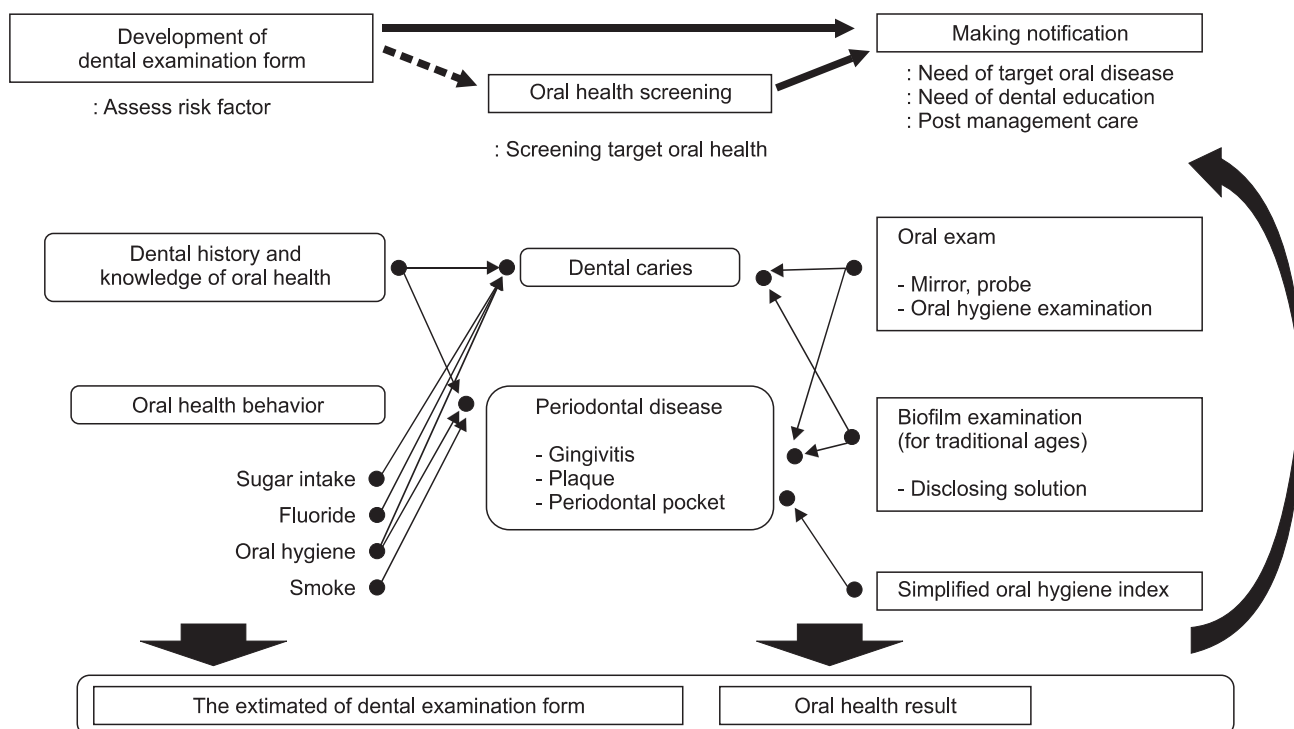 Development of
dental examination form
: Assess risk factor
Oral health screening
: Screening target oral health
Making notification
: Need of target oral disease
: Need of dental education
: Post management care
Dental history and
knowledge of oral health
Dental caries
Oral exam
- Mirror, probe
- Oral hygiene examination
Oral health behavior
Sugar intake
Fluoride
Oral hygiene
Smoke
Periodontal disease
- Gingivitis
- Plaque
- Periodontal pocket
Biofilm examination
(for traditional ages)
- Disclosing solution
Simplified oral hygiene index
The extimated of dental examination form
Oral health result